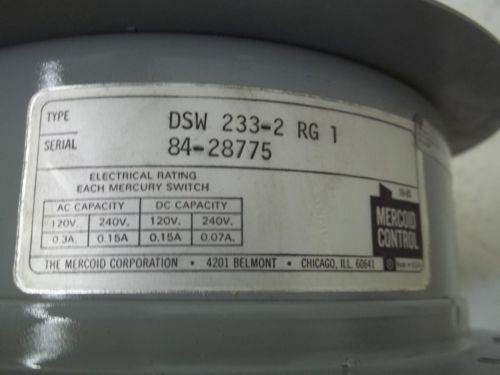 TYPE DSW 233-2 RG 1
SERIAL 84-28775
ELECTRICAL RATING
EACH MERCURY SWITCH
AC CAPACITY DC CAPACITY
120V. 240V. 120V. 240V.
0.3A. 0.15A 0.15A 0.07A.
MERCOID
CONTROL
Made in U.S.A.
THE MERCOID CORPORATION • 4201 BELMONT • CHICAGO, ILL. 60641